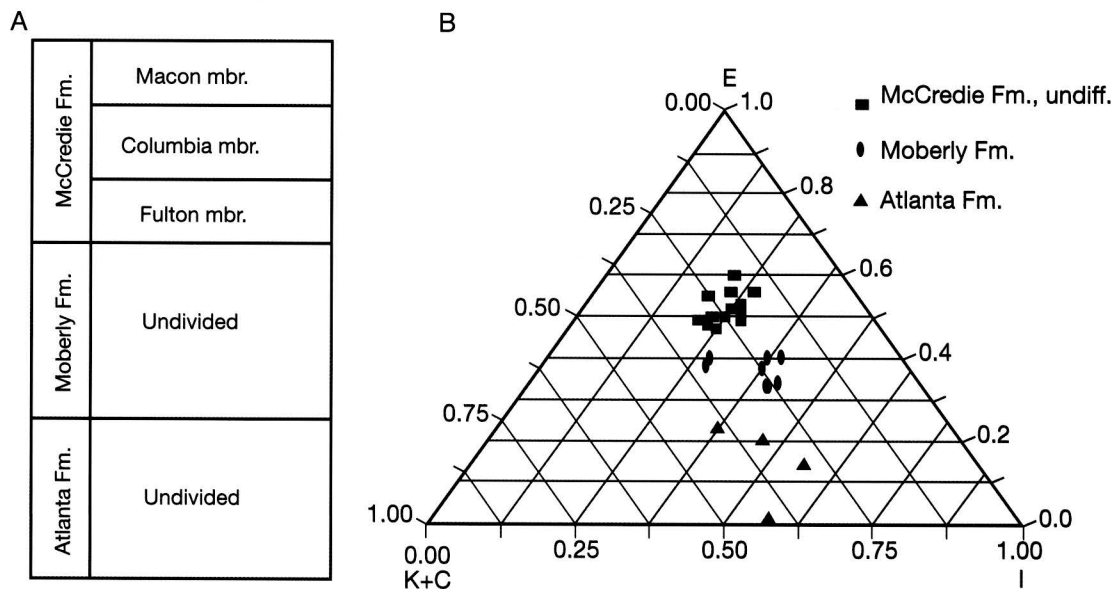 A
McCredie Fm.
Macon mbr.
Columbia mbr.
Fulton mbr.
Moberly Fm.
Undivided
Atlanta Fm.
Undivided
B
E
0.00 1.0
McCredie Fm., undiff.
Moberly Fm.
Atlanta Fm.
0.8
0.25
0.6
0.50
0.4
0.75
0.2
1.00
0.0
0.00 0.25 0.50 0.75 1.00
K+C I